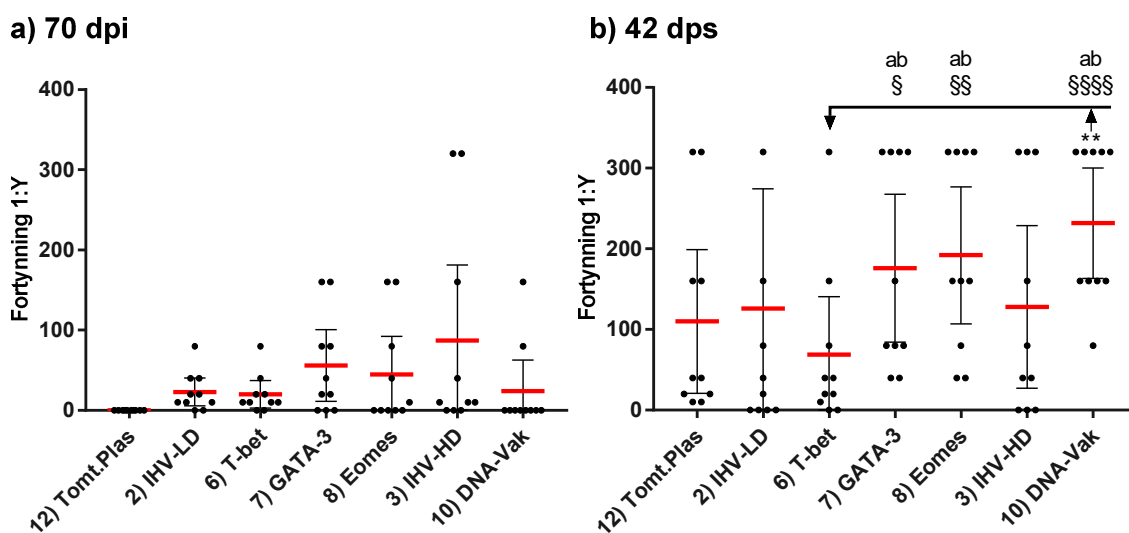 a) 70 dpi
Fortynning 1:Y
400
300
200
100
0
12) Tomt.Plas
2) IHV-LD
6) T-bet
7) GATA-3
8) Eomes
3) IHV-HD
10) DNA-Vak
b) 42 dps
Fortynning 1:Y
400
300
200
100
0
ab ab ab
§ §§ §§§§
**
12) Tomt.Plas
2) IHV-LD
6) T-bet
7) GATA-3
8) Eomes
3) IHV-HD
10) DNA-Vak